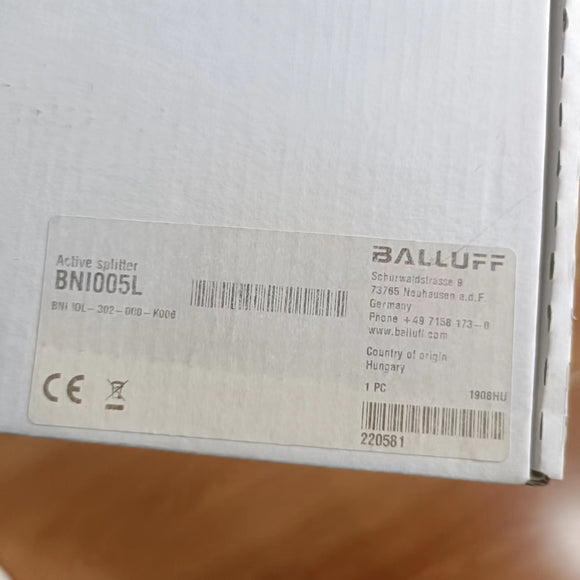 Active splitter
BNI005L
BNI IOL-302-000-K006
BALLUFF
Schurwaldstrasse 9
73765 Neuhausen a.d.F.
Germany
Phone +49 7158 173-0
www.balluff.com
Country of origin
Hungary
1 PC 1908HU
220581
CE